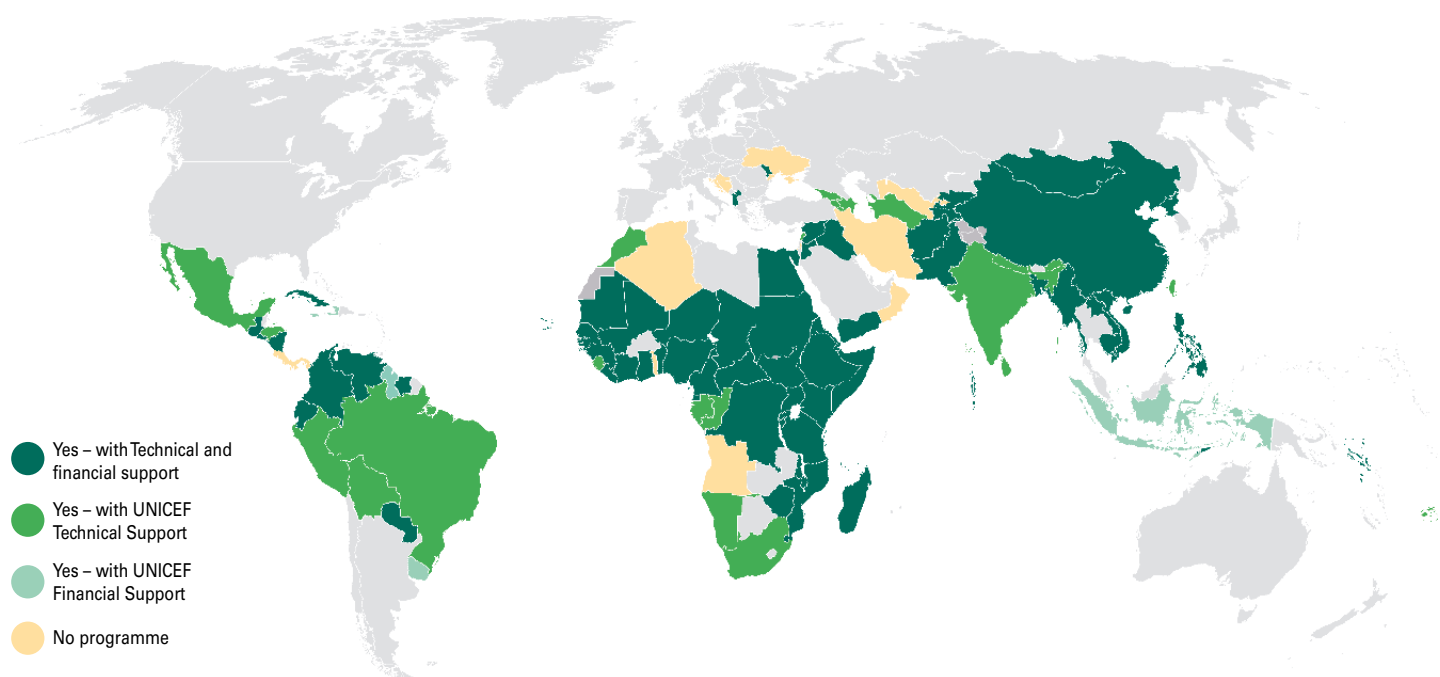 Yes – with Technical and
financial support
Yes – with UNICEF
Technical Support
Yes – with UNICEF
Financial Support
No programme